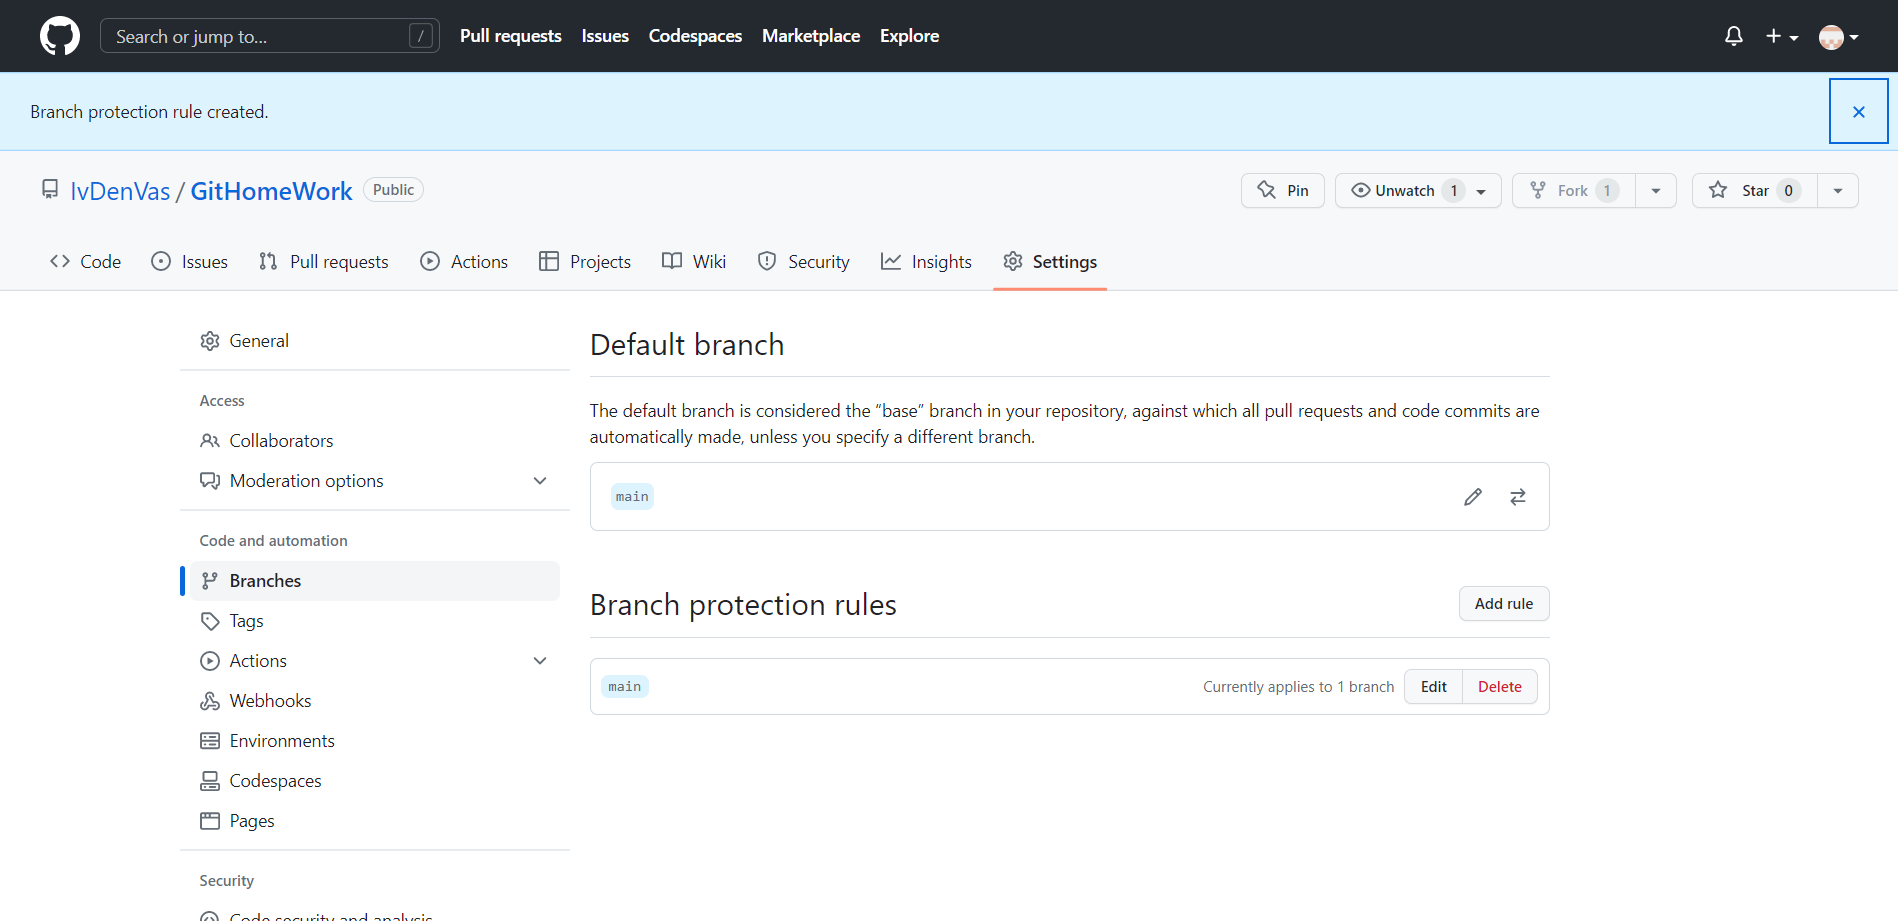 Search or jump to... / Pull requests Issues Codespaces Marketplace Explore
Branch protection rule created.
IvDenVas / GitHomeWork Public Pin Unwatch 1 Fork 1 Star 0
Code Issues Pull requests Actions Projects Wiki Security Insights Settings
General
Access
Collaborators
Moderation options
Code and automation
Branches
Tags
Actions
Webhooks
Environments
Codespaces
Pages
Security
Code security and analysis
Default branch
The default branch is considered the “base” branch in your repository, against which all pull requests and code commits are
automatically made, unless you specify a different branch.
main
Branch protection rules Add rule
main Currently applies to 1 branch Edit Delete